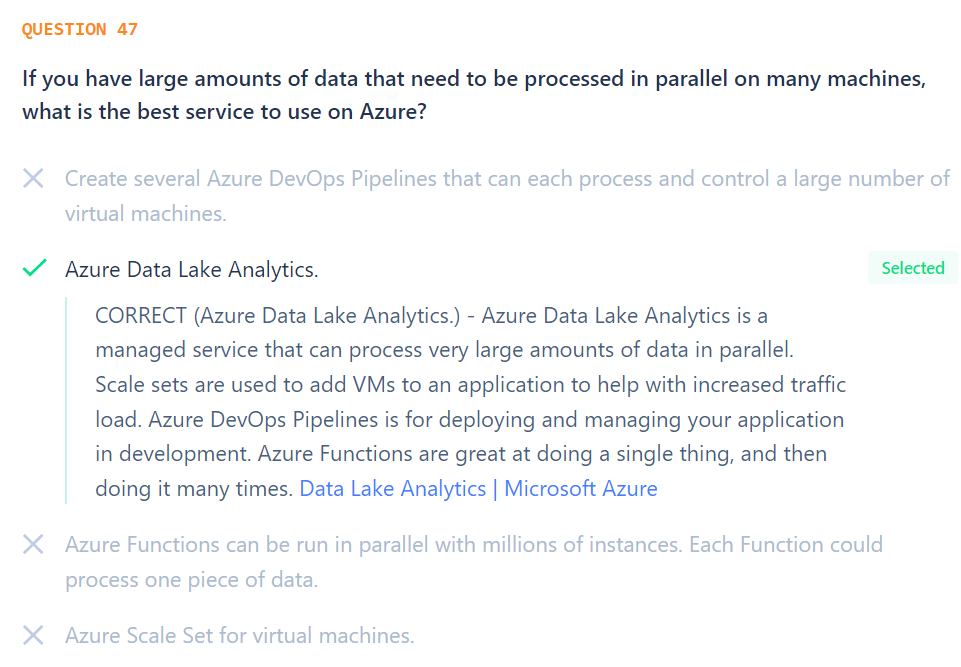 QUESTION 47
If you have large amounts of data that need to be processed in parallel on many machines,
what is the best service to use on Azure?
Create several Azure DevOps Pipelines that can each process and control a large number of
virtual machines.
Azure Data Lake Analytics.
Selected
CORRECT (Azure Data Lake Analytics.) - Azure Data Lake Analytics is a
managed service that can process very large amounts of data in parallel.
Scale sets are used to add VMs to an application to help with increased traffic
load. Azure DevOps Pipelines is for deploying and managing your application
in development. Azure Functions are great at doing a single thing, and then
doing it many times. Data Lake Analytics | Microsoft Azure
Azure Functions can be run in parallel with millions of instances. Each Function could
process one piece of data.
Azure Scale Set for virtual machines.